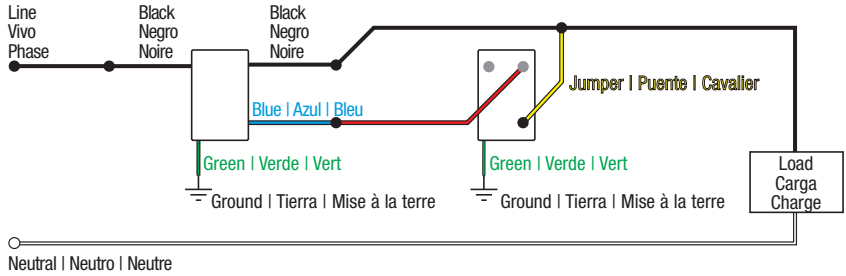 Line
Vivo
Phase
Black
Negro
Noire
Black
Negro
Noire
Jumper | Puente | Cavalier
Blue | Azul | Bleu
Green | Verde | Vert
Green | Verde | Vert
Load
Carga
Charge
Ground | Tierra | Mise à la terre
Ground | Tierra | Mise à la terre
Neutral | Neutro | Neutre